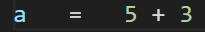 a   =   5 + 3